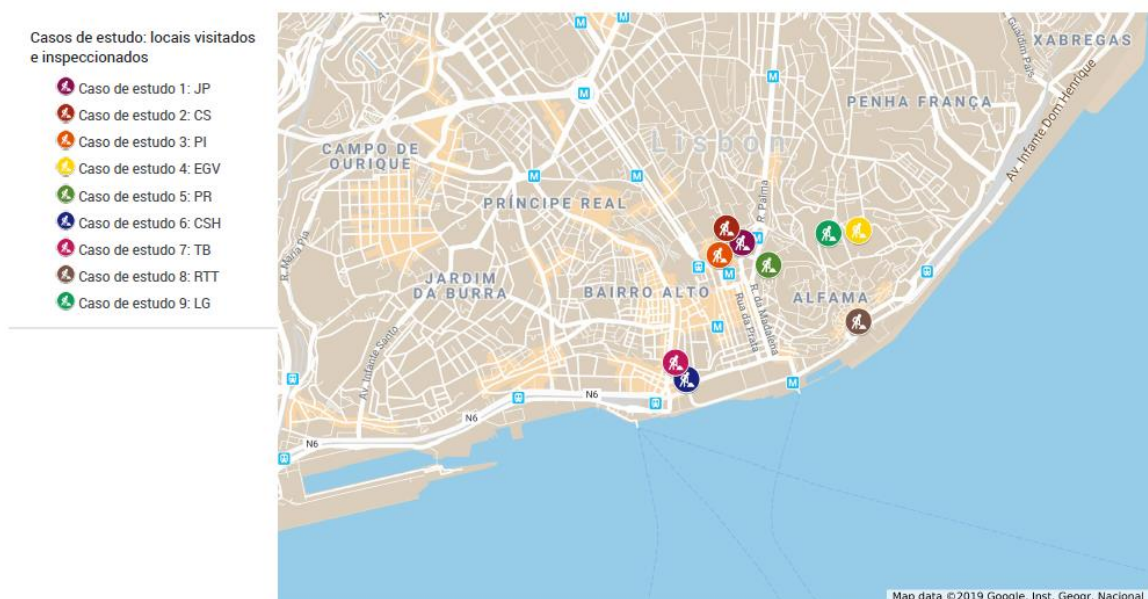 Casos de estudo: locais visitados
e inspeccionados
Caso de estudo 1: JP
Caso de estudo 2: CS
Caso de estudo 3: PI
Caso de estudo 4: EGV
Caso de estudo 5: PR
Caso de estudo 6: CSH
Caso de estudo 7: TB
Caso de estudo 8: RTT
Caso de estudo 9: LG
XABREGAS
Gualdim Pais
M
M
M
PENHA FRANÇA
Av. Infante Dom Henrique
Lisbon
CAMPO DE
OURIQUE
M
M
PRÍNCIPE REAL
R. Palma
M
R. Maria Pia
JARDIM
DA BURRA
BAIRRO ALTO
M
ALFAMA
Rua da Prata
R. da Madalena
M
Av. Infante Santo
M
N6
N6
N6
Map data ©2019 Google, Inst. Geogr. Nacional